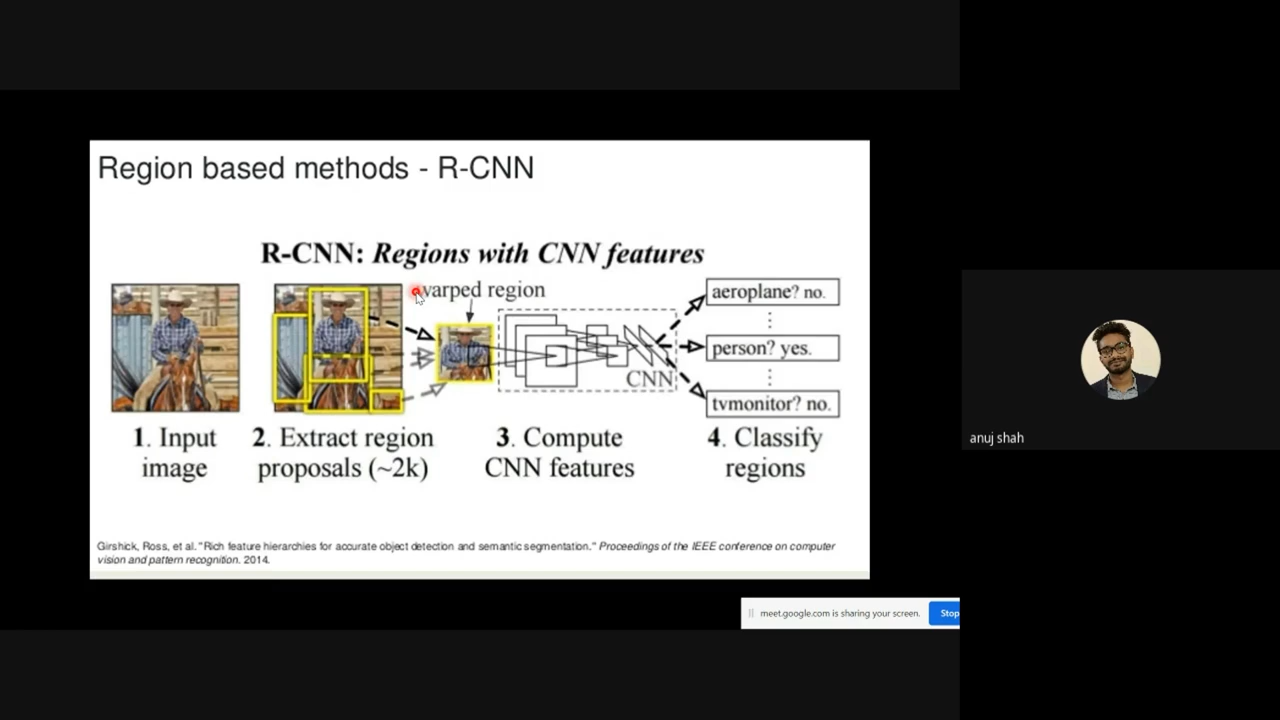 Region based methods - R-CNN
R-CNN: Regions with CNN features
warped region
aeroplane? no.
person? yes.
CNN
tvmonitor? no.
1. Input
image
2. Extract region
proposals (~2k)
3. Compute
CNN features
4. Classify
regions
Girshick, Ross, et al. "Rich feature hierarchies for accurate object detection and semantic segmentation." Proceedings of the IEEE conference on computer
vision and pattern recognition. 2014.
meet.google.com is sharing your screen.
Stop
anuj shah